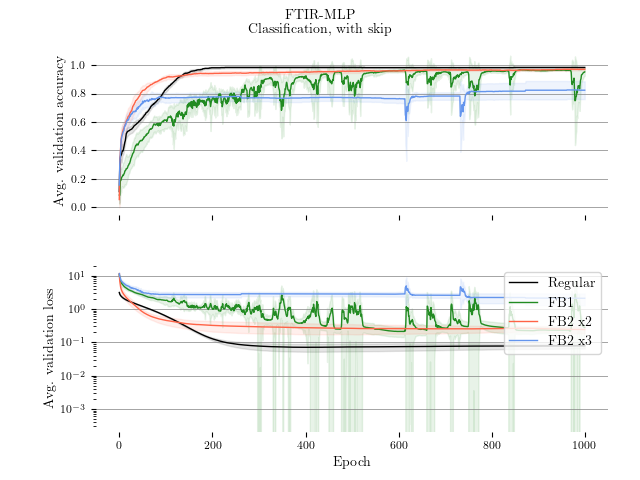 FTIR-MLP
Classification, with skip
Avg. validation accuracy
1.0
0.8
0.6
0.4
0.2
0.0
Avg. validation loss
10¹
10⁰
10⁻¹
10⁻²
10⁻³
Regular
FB1
FB2 x2
FB2 x3
0 200 400 600 800 1000
Epoch